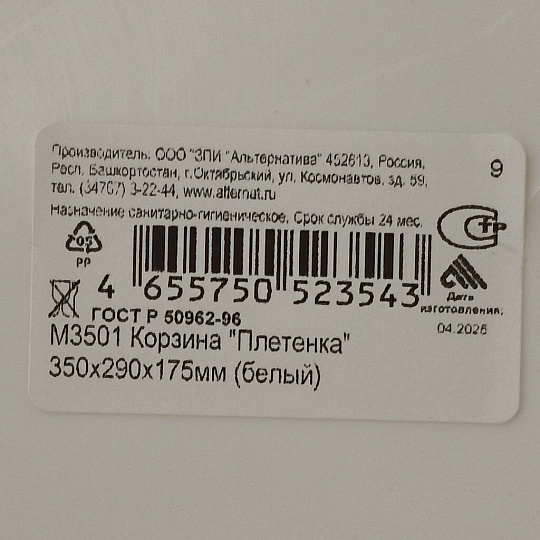 Производитель: ООО "ЗПИ "Альтернатива" 452613, Россия,
9
Респ. Башкортостан, г.Октябрьский, ул. Космонавтов, зд. 59,
тел. (34767) 3-22-44, www.alternut.ru
Назначение санитарно-гигиеническое. Срок службы 24 мес.
05
PP
4 655750 523543
Дата
изготовления:
04.2025
ГОСТ Р 50962-96
М3501 Корзина "Плетенка"
350х290х175мм (белый)